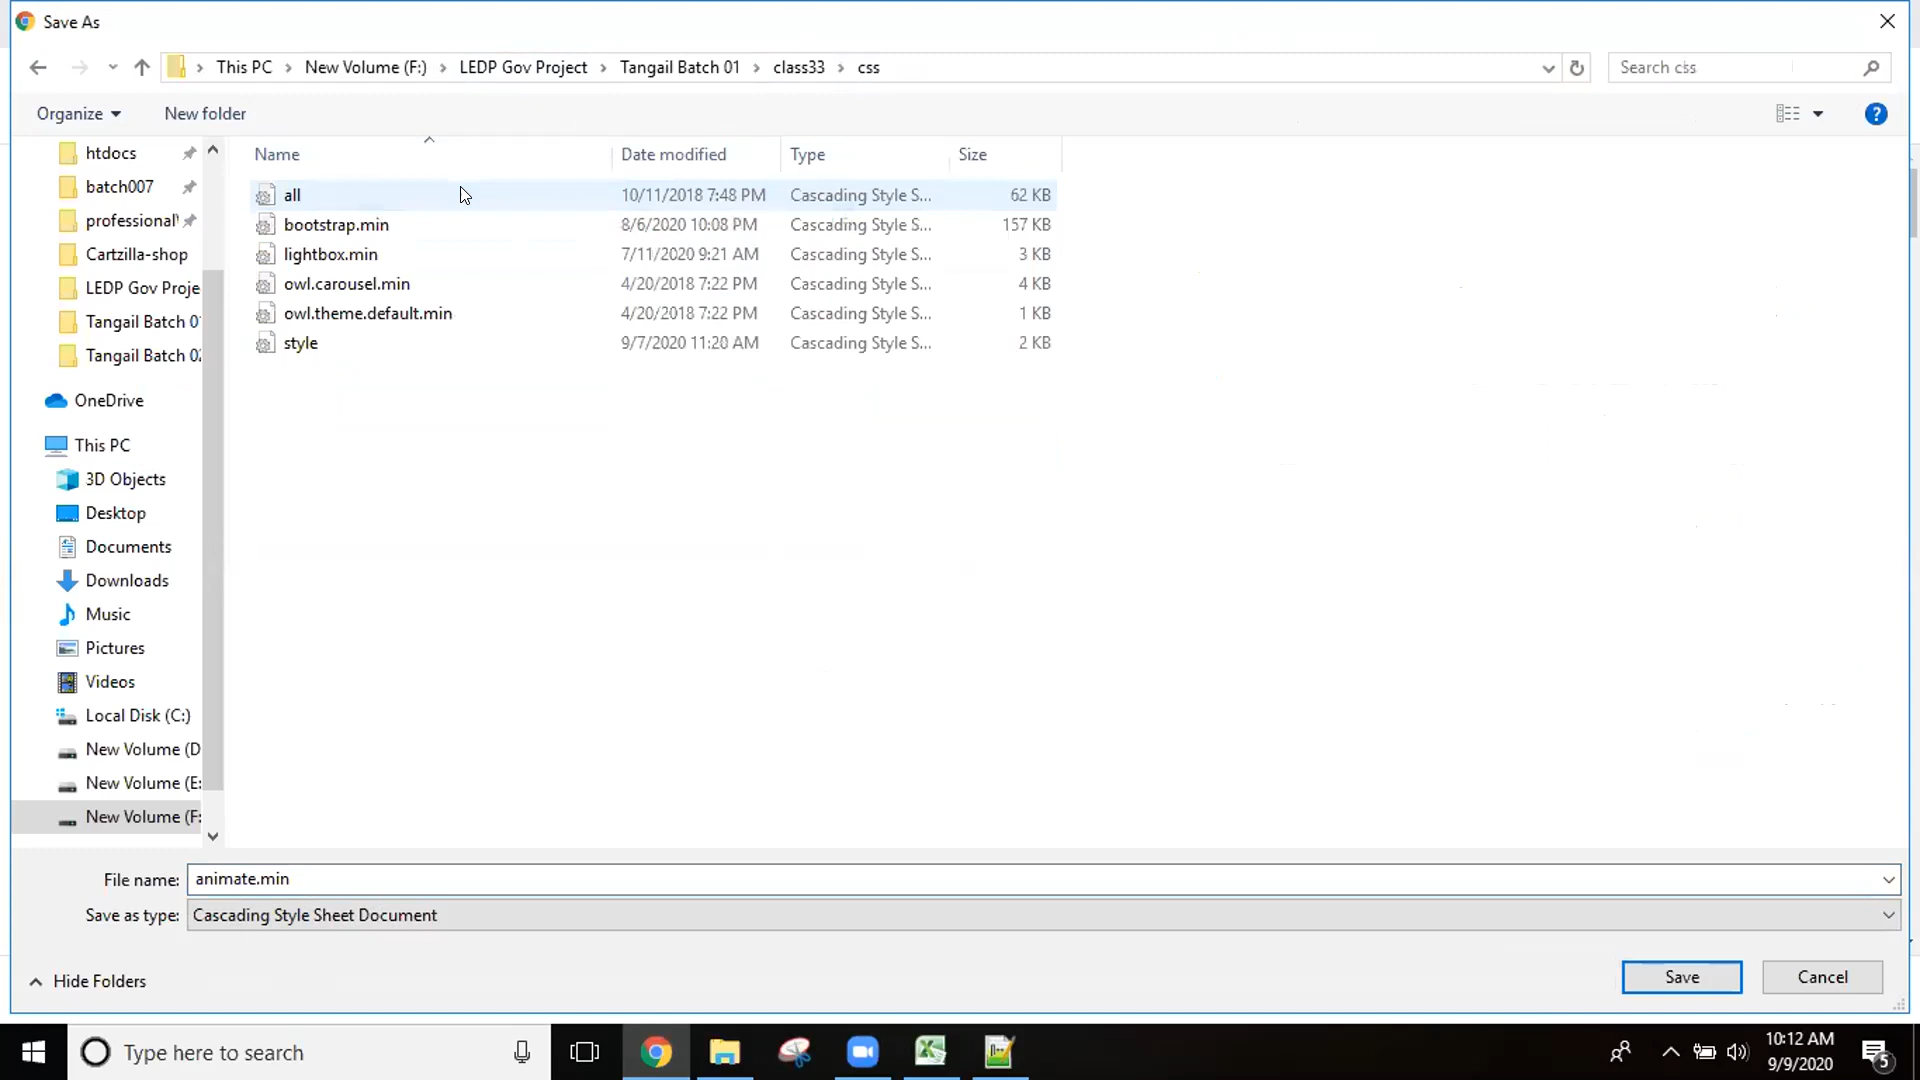 Save As
This PC > New Volume (F:) > LEDP Gov Project > Tangail Batch 01 > class33 > css
Search css
Organize
New folder
Name Date modified Type Size
all 10/11/2018 7:48 PM Cascading Style S... 62 KB
bootstrap.min 8/6/2020 10:08 PM Cascading Style S... 157 KB
lightbox.min 7/11/2020 9:21 AM Cascading Style S... 3 KB
owl.carousel.min 4/20/2018 7:22 PM Cascading Style S... 4 KB
owl.theme.default.min 4/20/2018 7:22 PM Cascading Style S... 1 KB
style 9/7/2020 11:20 AM Cascading Style S... 2 KB
htdocs
batch007
professional
Cartzilla-shop
LEDP Gov Proje
Tangail Batch 0
Tangail Batch 02
OneDrive
This PC
3D Objects
Desktop
Documents
Downloads
Music
Pictures
Videos
Local Disk (C:)
New Volume (D
New Volume (E:
New Volume (F:
File name: animate.min
Save as type: Cascading Style Sheet Document
Hide Folders
Save
Cancel
Type here to search
10:12 AM
9/9/2020
5